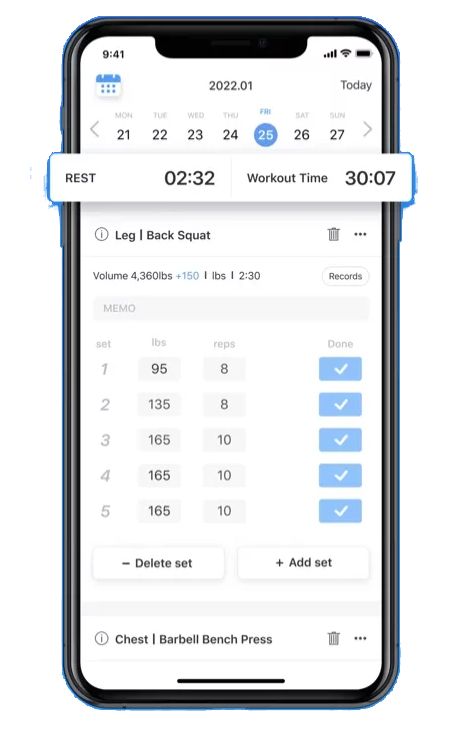 9:41
2022.01 Today
MON TUE WED THU FRI SAT SUN
21 22 23 24 25 26 27
REST 02:32 Workout Time 30:07
Leg | Back Squat
Volume 4,360lbs +150 | lbs | 2:30 Records
MEMO
set lbs reps Done
1 95 8
2 135 8
3 165 10
4 165 10
5 165 10
− Delete set + Add set
Chest | Barbell Bench Press